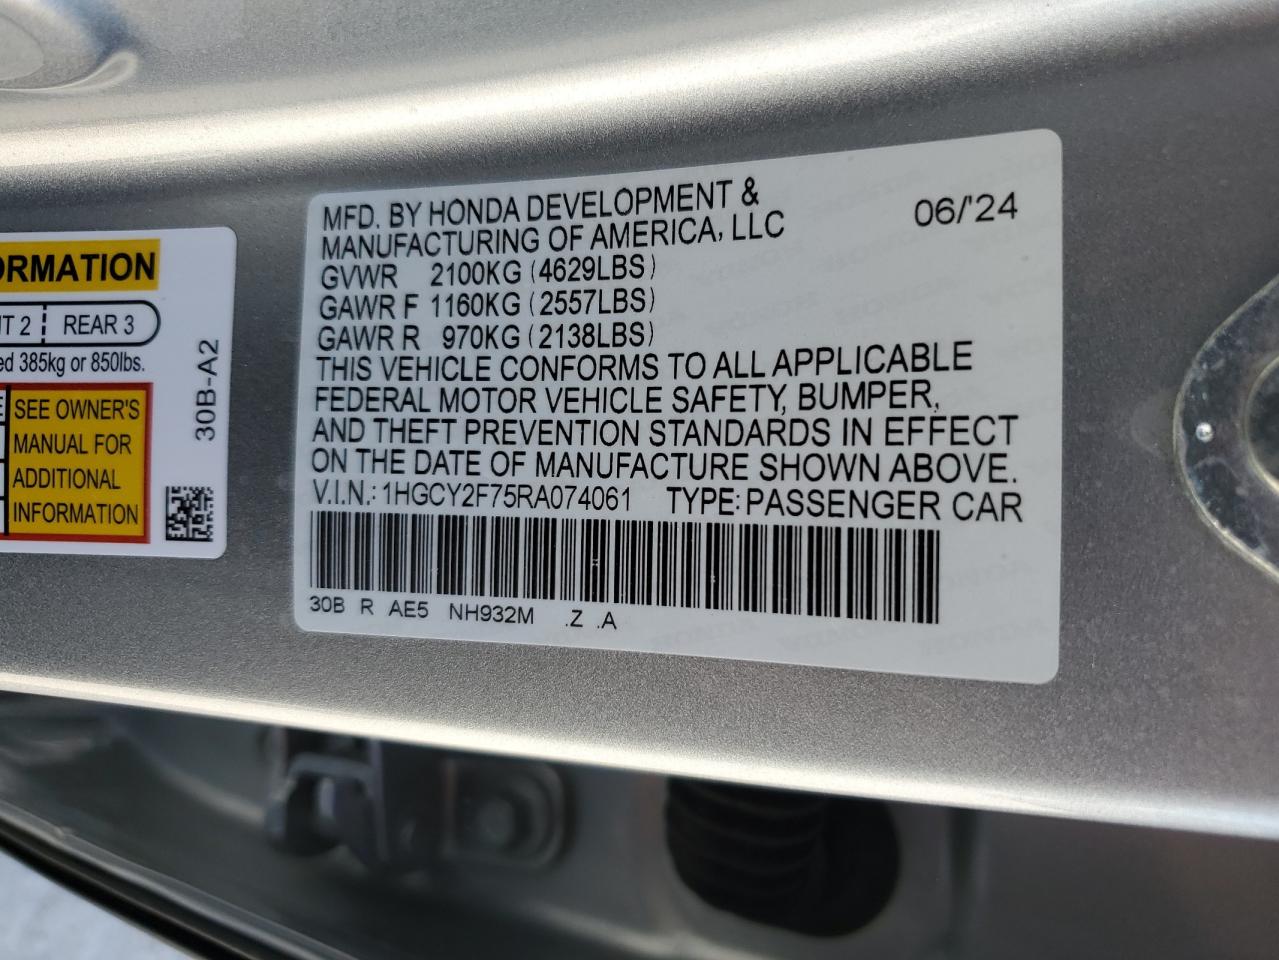 ORMATION
T 2 REAR 3
ed 385kg or 850lbs.
SEE OWNER'S
MANUAL FOR
ADDITIONAL
INFORMATION
30B-A2
MFD. BY HONDA DEVELOPMENT &
MANUFACTURING OF AMERICA, LLC
06/'24
GVWR 2100KG (4629LBS)
GAWR F 1160KG (2557LBS)
GAWR R 970KG (2138LBS)
THIS VEHICLE CONFORMS TO ALL APPLICABLE
FEDERAL MOTOR VEHICLE SAFETY, BUMPER,
AND THEFT PREVENTION STANDARDS IN EFFECT
ON THE DATE OF MANUFACTURE SHOWN ABOVE.
V.I.N.: 1HGCY2F75RA074061 TYPE: PASSENGER CAR
30B R AE5 NH932M .Z .A